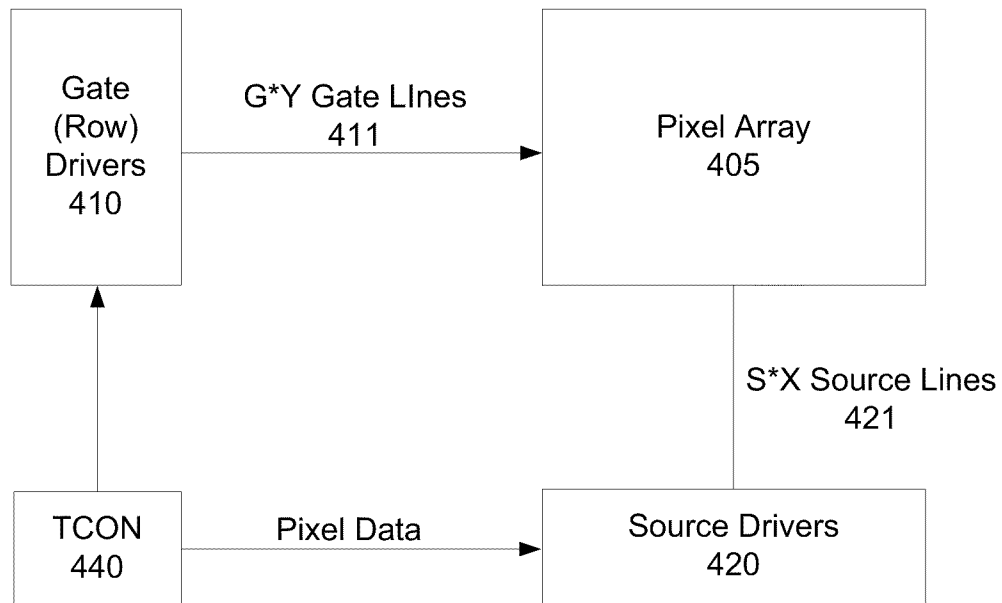 Gate
(Row)
Drivers
410
G*Y Gate LInes
411
Pixel Array
405
S*X Source Lines
421
TCON
440
Pixel Data
Source Drivers
420